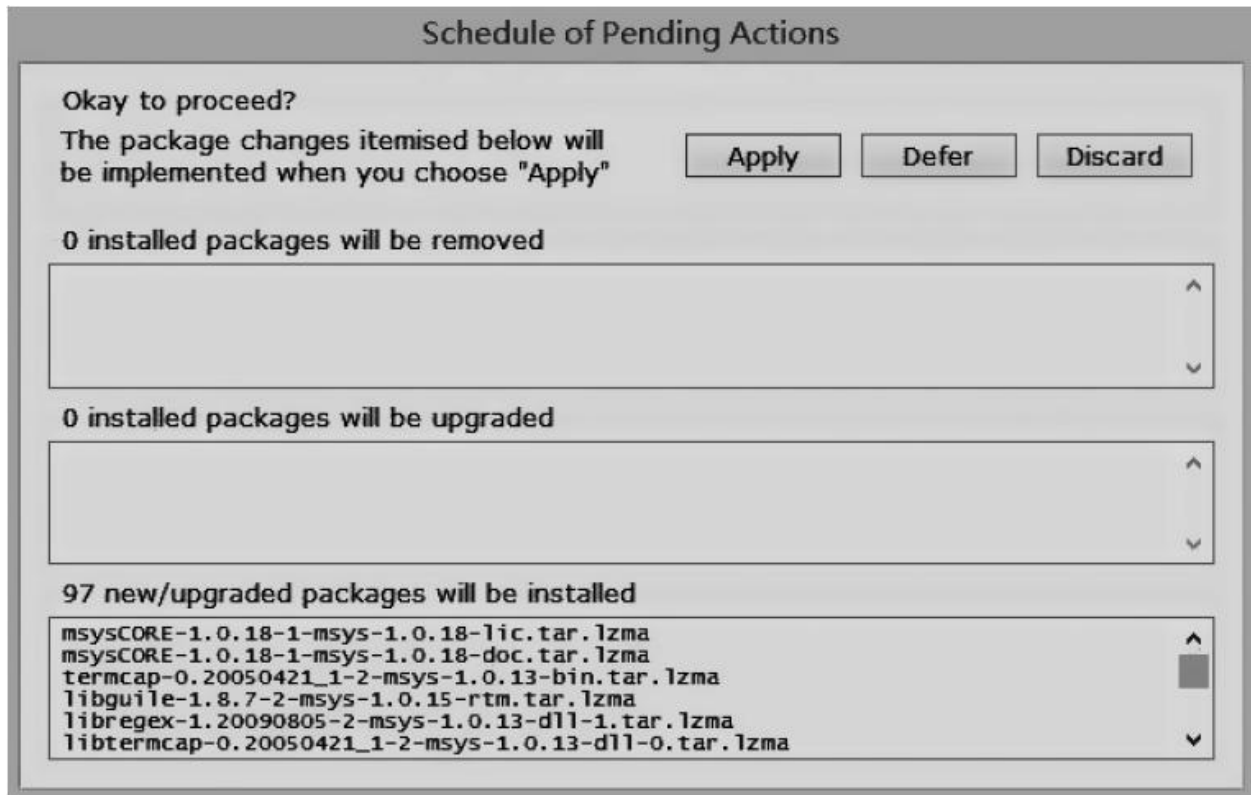 Schedule of Pending Actions
Okay to proceed?
The package changes itemised below will
be implemented when you choose "Apply"
Apply
Defer
Discard
0 installed packages will be removed
0 installed packages will be upgraded
97 new/upgraded packages will be installed
msysCORE-1.0.18-1-msys-1.0.18-lic.tar.lzma
msysCORE-1.0.18-1-msys-1.0.18-doc.tar.lzma
termcap-0.20050421_1-2-msys-1.0.13-bin.tar.lzma
libguile-1.8.7-2-msys-1.0.15-rtm.tar.lzma
libregex-1.20090805-2-msys-1.0.13-dll-1.tar.lzma
libtermcap-0.20050421_1-2-msys-1.0.13-dll-0.tar.lzma